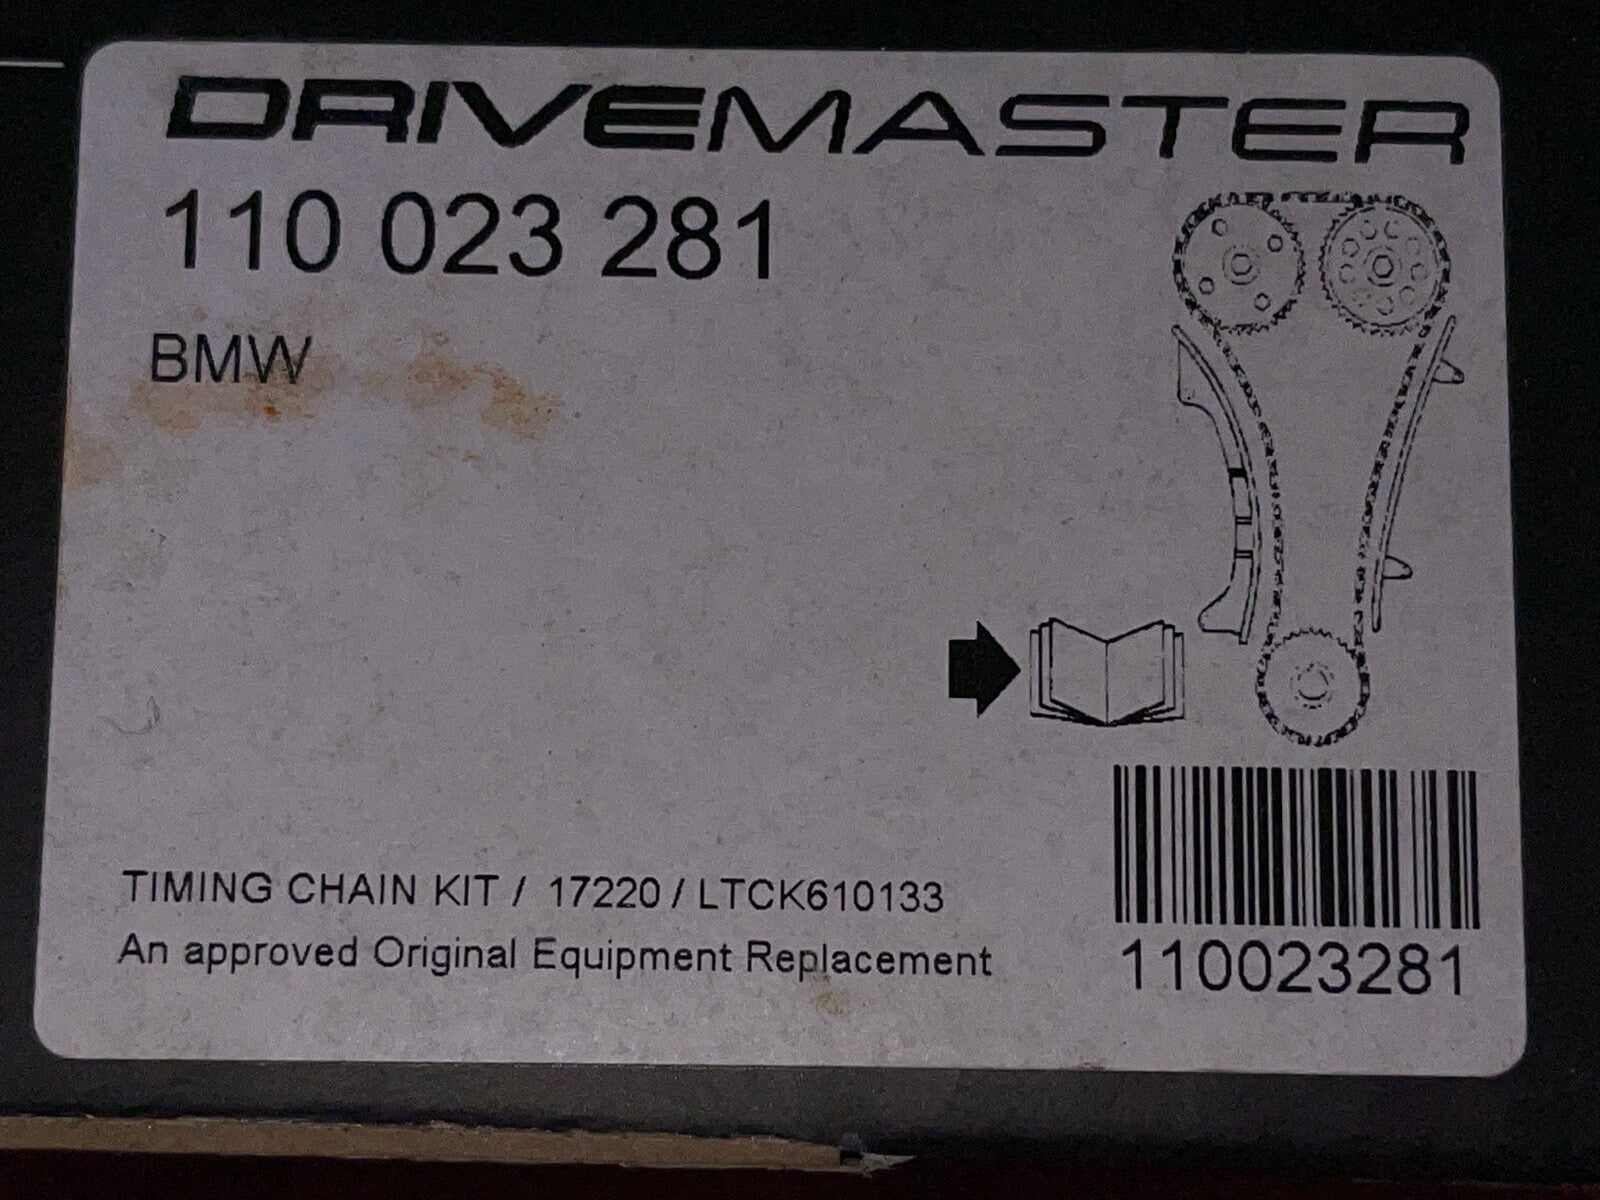 DRIVEMASTER
110 023 281
BMW
TIMING CHAIN KIT / 17220 / LTCK610133
An approved Original Equipment Replacement
110023281